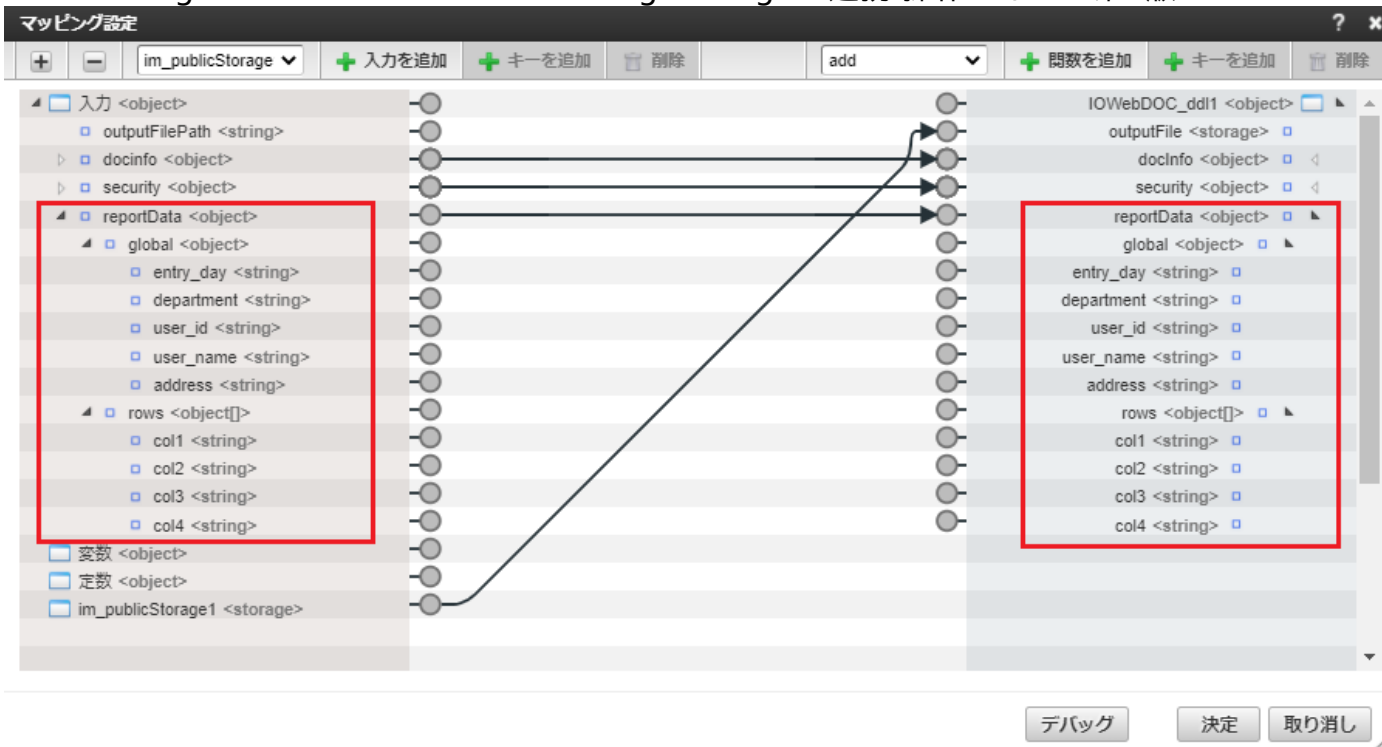 マッピング設定 ?
im_publicStorage 入力を追加 キーを追加 削除 add 関数を追加 キーを追加 削除
入力 <object> IOWebDOC_ddl1 <object>
outputFilePath <string> outputFile <storage>
docinfo <object> docInfo <object>
security <object> security <object>
reportData <object> reportData <object>
global <object> global <object>
entry_day <string> entry_day <string>
department <string> department <string>
user_id <string> user_id <string>
user_name <string> user_name <string>
address <string> address <string>
rows <object[]> rows <object[]>
col1 <string> col1 <string>
col2 <string> col2 <string>
col3 <string> col3 <string>
col4 <string> col4 <string>
変数 <object>
定数 <object>
im_publicStorage1 <storage>
デバッグ 決定 取り消し